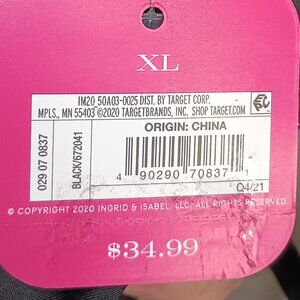 XL
IM20_50A03-0025 DIST. BY TARGET CORP.
MPLS., MN 55403 ©2020 TARGETBRANDS, INC. SHOP TARGET.COM
ORIGIN: CHINA
029 07 0837
BLACK/672041
4 90290 70837 1
Q4/21
© COPYRIGHT 2020 INGRID & ISABEL, LLC. ALL RIGHTS RESERVED
$34.99